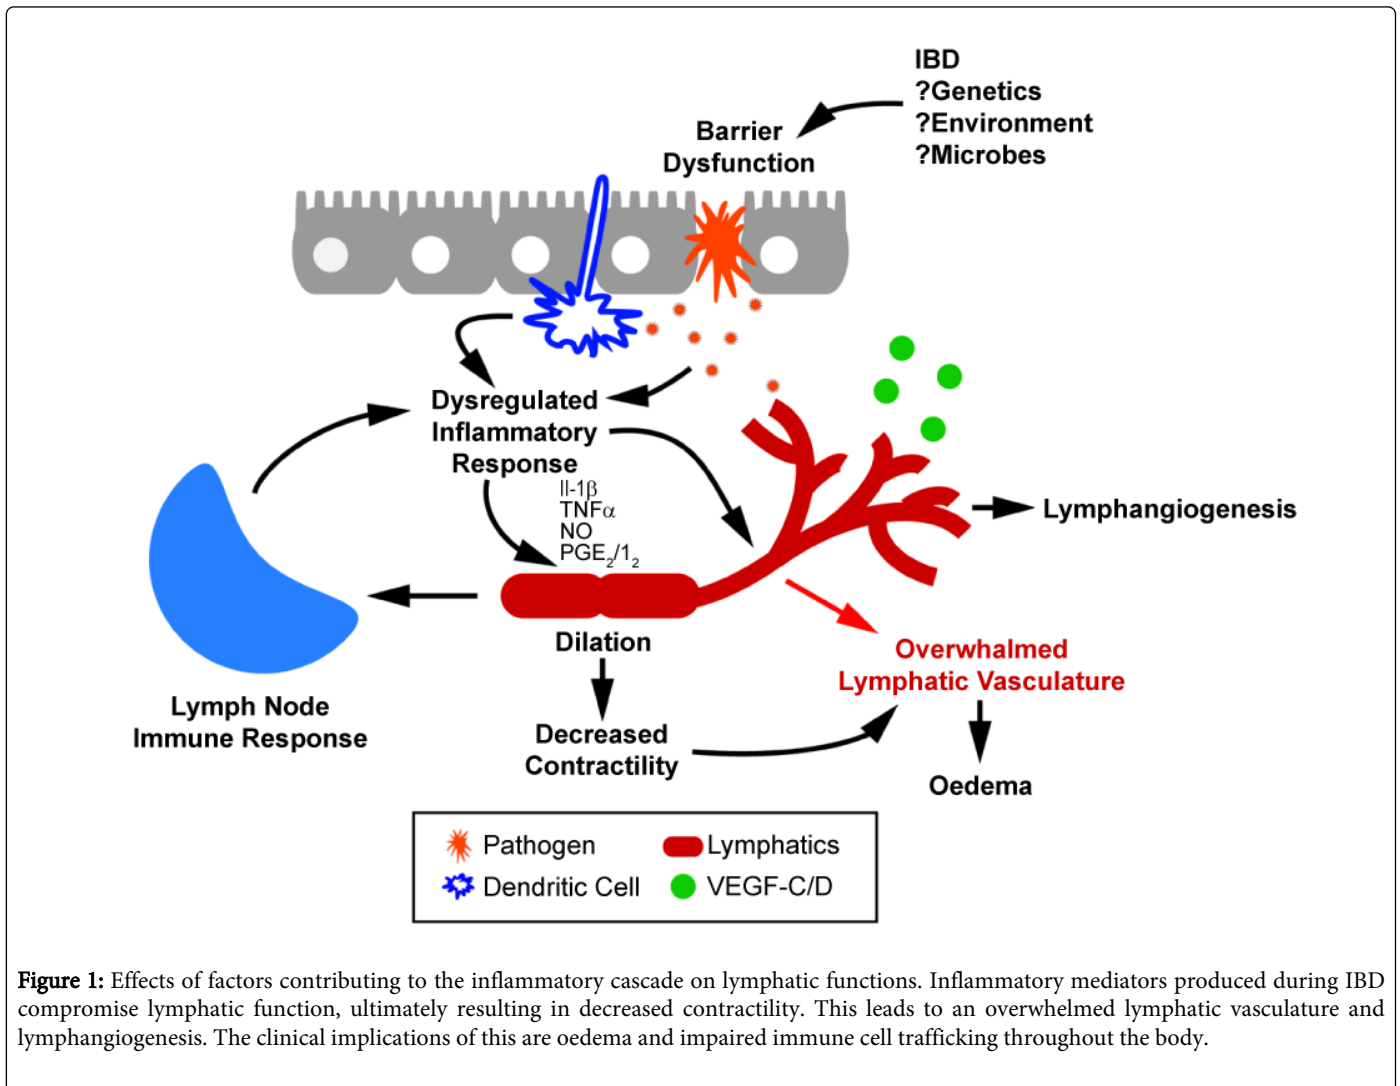 IBD
?Genetics
?Environment
?Microbes
Barrier
Dysfunction
Dysregulated
Inflammatory
Response
Il-1β
TNFα
NO
PGE2/12
Lymphangiogenesis
Dilation
Overwhalmed
Lymphatic Vasculature
Lymph Node
Immune Response
Decreased
Contractility
Oedema
Pathogen
Lymphatics
Dendritic Cell
VEGF-C/D
Figure 1: Effects of factors contributing to the inflammatory cascade on lymphatic functions. Inflammatory mediators produced during IBD
compromise lymphatic function, ultimately resulting in decreased contractility. This leads to an overwhelmed lymphatic vasculature and
lymphangiogenesis. The clinical implications of this are oedema and impaired immune cell trafficking throughout the body.